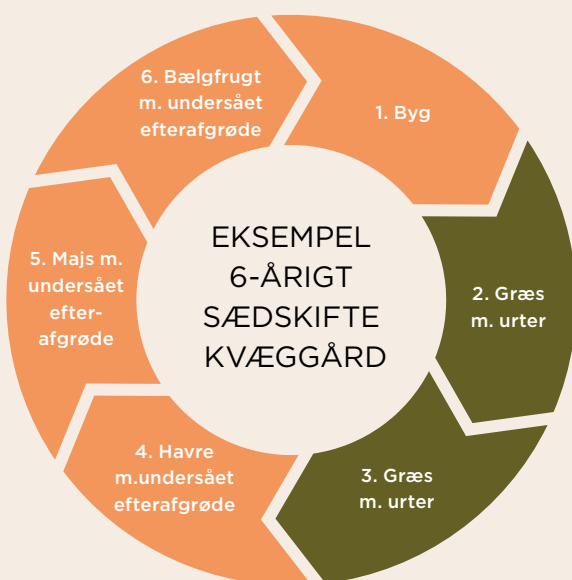 EKSEMPEL
6-ÅRIGT
SÆDSKIFTE
KVÆGGÅRD
1. Byg
2. Græs
m. urter
3. Græs
m. urter
4. Havre
m.undersået
efterafgrøde
5. Majs m.
undersået
efter-
afgrøde
6. Bælgfrugt
m. undersået
efterafgrøde